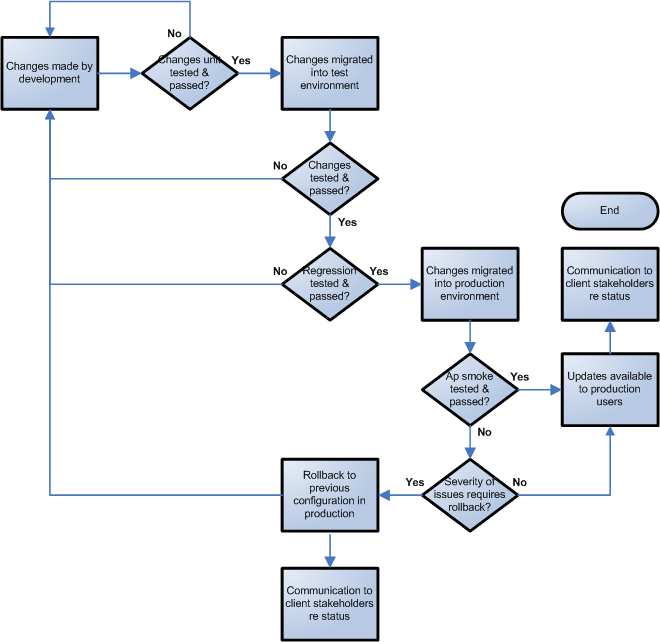 No
Changes made by
development
Changes unit
tested &
passed?
Yes
Changes migrated
into test
environment
No
Changes
tested &
passed?
Yes
End
No
Regression
tested &
passed?
Yes
Changes migrated
into production
environment
Communication to
client stakeholders
re status
Ap smoke
tested &
passed?
Yes
Updates available
to production
users
No
Rollback to
previous
configuration in
production
Yes
Severity of
issues requires
rollback?
No
Communication to
client stakeholders
re status